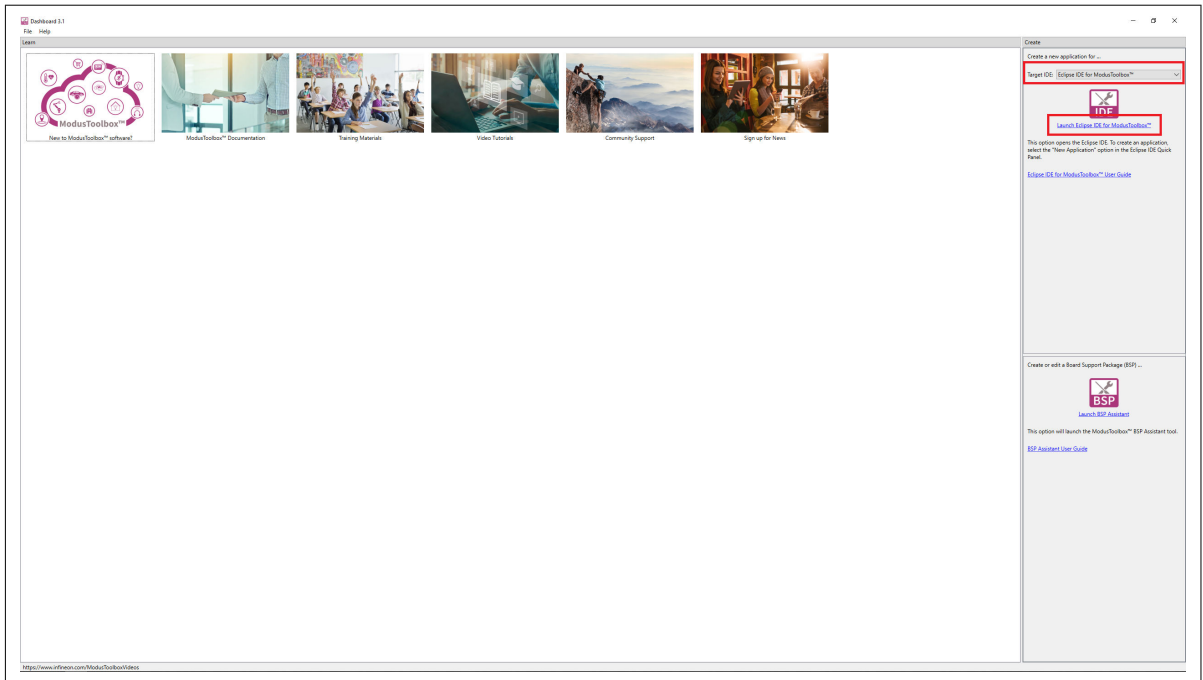 Dashboard 3.1
File Help
Learn
ModusToolbox™
New to ModusToolbox™ software?
ModusToolbox™ Documentation
Training Materials
Video Tutorials
Community Support
Sign up for News
Create
Create a new application for ...
Target IDE: Eclipse IDE for ModusToolbox™
IDE
Launch Eclipse IDE for ModusToolbox™
This option opens the Eclipse IDE. To create an application,
select the "New Application" option in the Eclipse IDE Quick
Panel.
Eclipse IDE for ModusToolbox™ User Guide
Create or edit a Board Support Package (BSP) ...
BSP
Launch BSP Assistant
This option will launch the ModusToolbox™ BSP Assistant tool.
BSP Assistant User Guide
https://www.infineon.com/ModusToolboxVideos